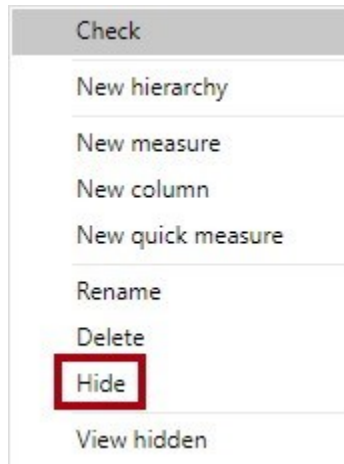 Check
New hierarchy
New measure
New column
New quick measure
Rename
Delete
Hide
View hidden